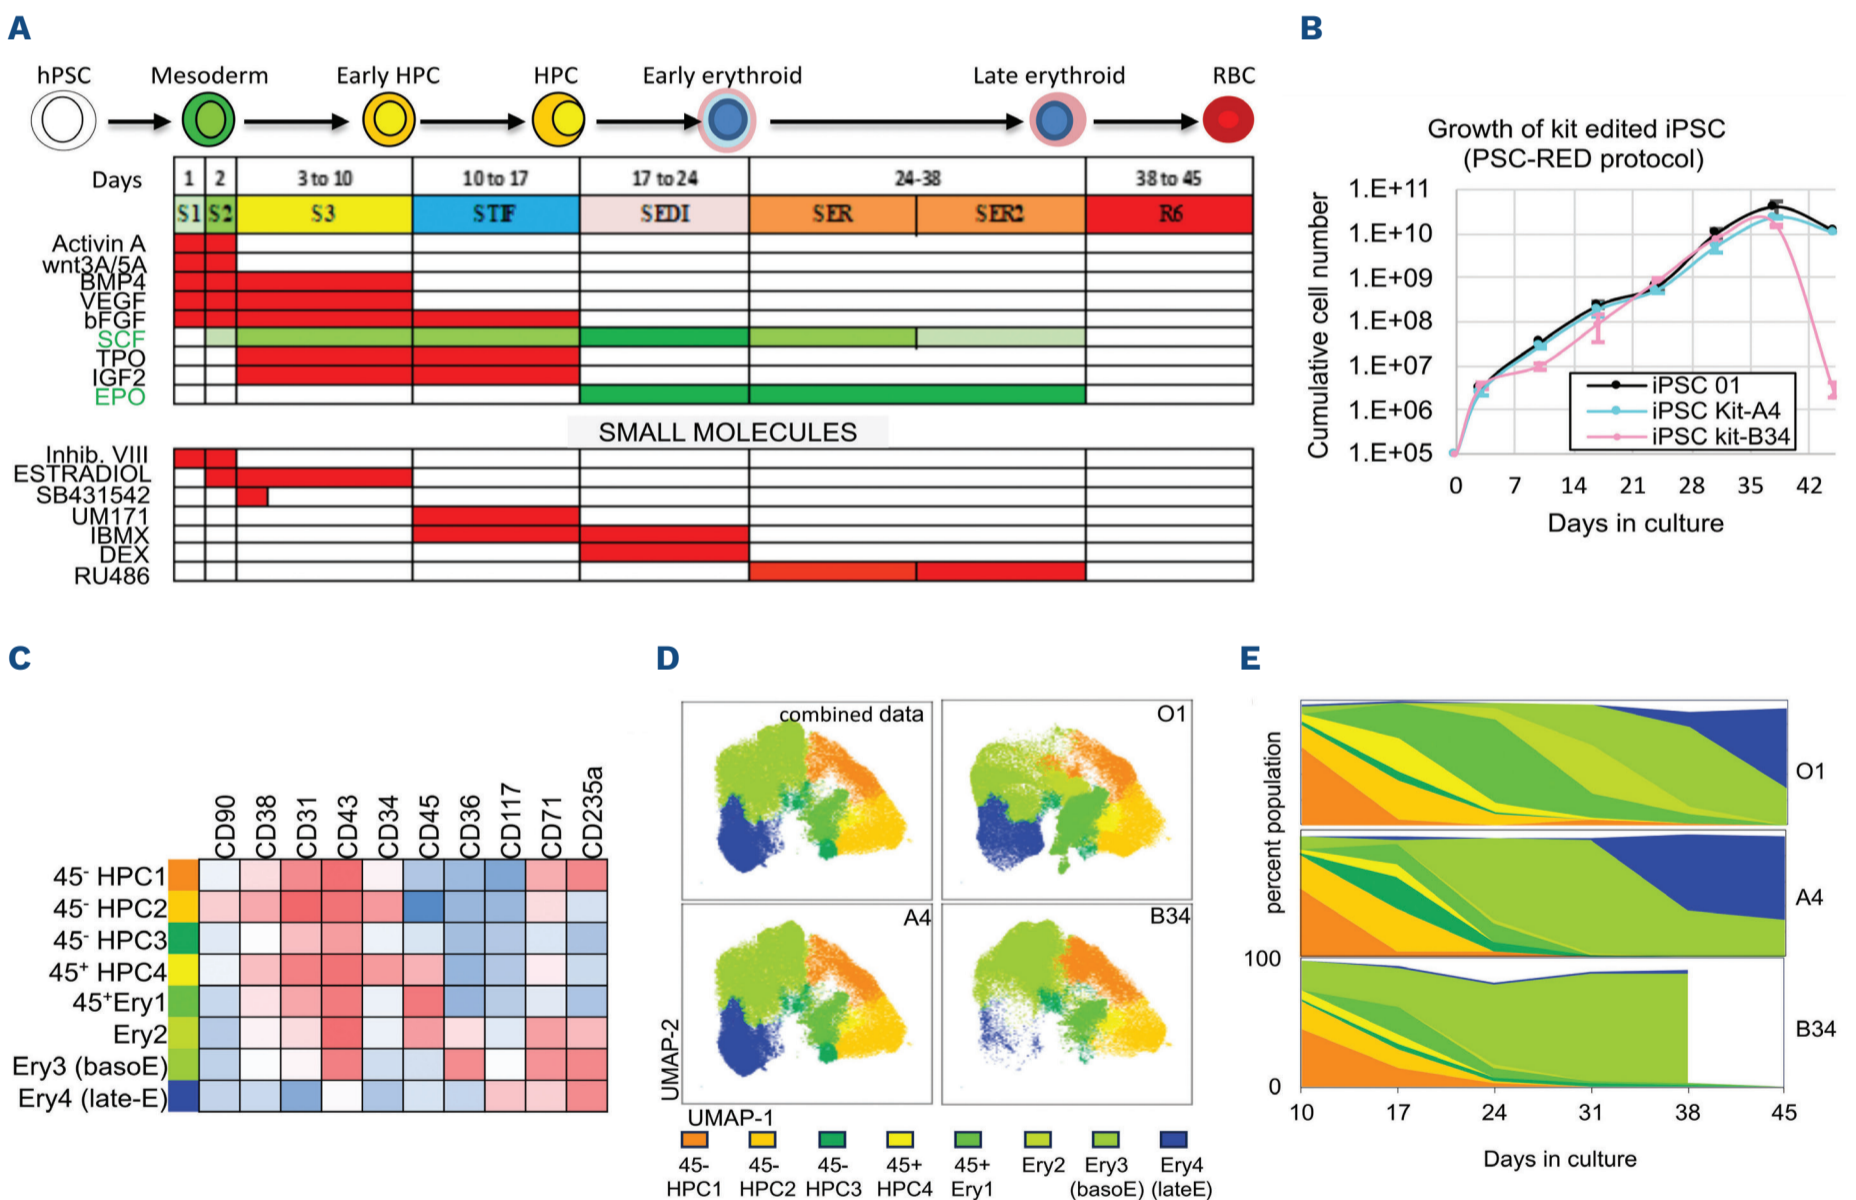 A
hPSC
Mesoderm
Early HPC
HPC
Early erythroid
Late erythroid
RBC
Days
1
2
3 to 10
10 to 17
17 to 24
24-38
38 to 45
S1
S2
S3
STIF
SEDI
SER
SER2
R6
Activin A
wnt3A/5A
BMP4
VEGF
bFGF
SCF
TPO
IGF2
EPO
SMALL MOLECULES
Inhib. VIII
ESTRADIOL
SB431542
UM171
IBMX
DEX
RU486
B
Growth of kit edited iPSC
(PSC-RED protocol)
Cumulative cell number
1.E+11
1.E+10
1.E+09
1.E+08
1.E+07
1.E+06
1.E+05
iPSC 01
iPSC Kit-A4
iPSC kit-B34
0 7 14 21 28 35 42
Days in culture
C
CD90
CD38
CD31
CD43
CD34
CD45
CD36
CD117
CD71
CD235a
45- HPC1
45- HPC2
45- HPC3
45+ HPC4
45+Ery1
Ery2
Ery3 (basoE)
Ery4 (late-E)
D
combined data
O1
A4
B34
UMAP-2
UMAP-1
45-
HPC1
45-
HPC2
45-
HPC3
45+
HPC4
45+
Ery1
Ery2
Ery3
(basoE)
Ery4
(lateE)
E
percent population
O1
A4
B34
100
0
10 17 24 31 38 45
Days in culture